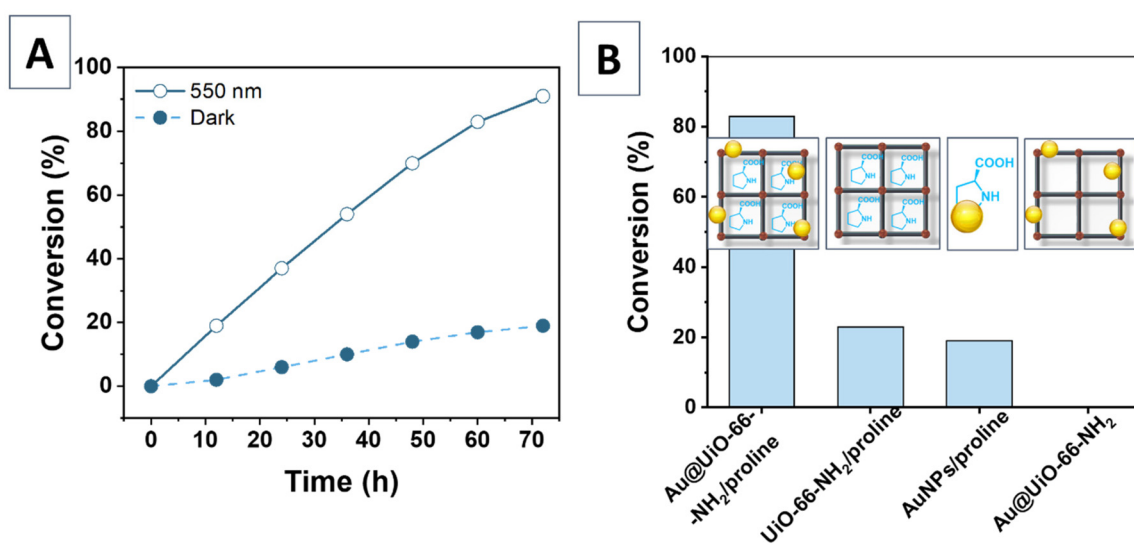 A
100
80
60
40
20
0
Conversion (%)
550 nm
Dark
0 10 20 30 40 50 60 70
Time (h)
B
100
80
60
40
20
0
Conversion (%)
COOH
NH
COOH
NH
COOH
NH
COOH
NH
COOH
NH
COOH
NH
COOH
NH
COOH
NH
COOH
NH
Au@UiO-66-
-NH₂/proline
UiO-66-NH₂/proline
AuNPs/proline
Au@UiO-66-NH₂